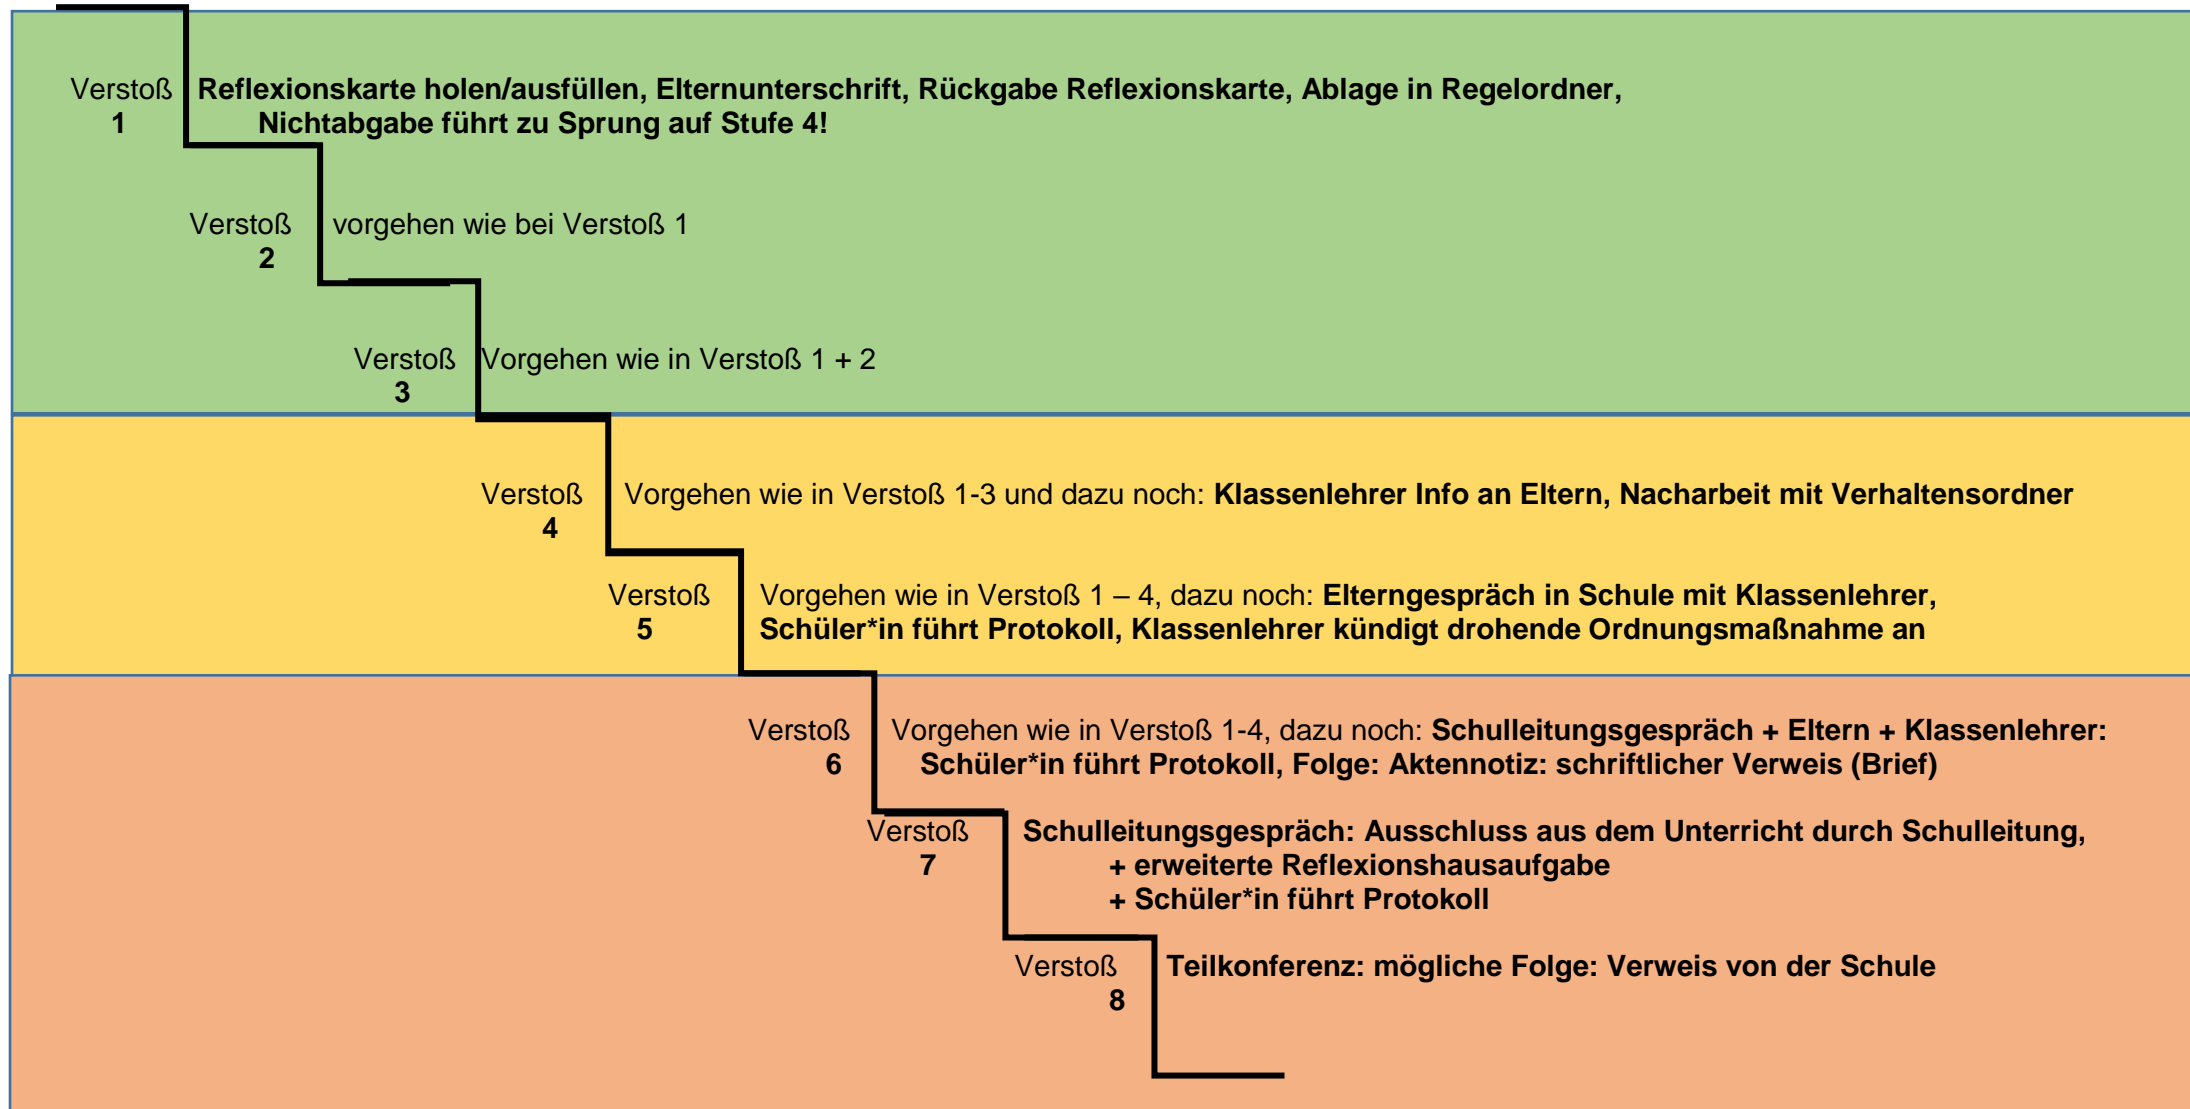 Verstoß Reflexionskarte holen/ausfüllen, Elternunterschrift, Rückgabe Reflexionskarte, Ablage in Regelordner,
1 Nichtabgabe führt zu Sprung auf Stufe 4!
Verstoß vorgehen wie bei Verstoß 1
2
Verstoß Vorgehen wie in Verstoß 1 + 2
3
Verstoß Vorgehen wie in Verstoß 1-3 und dazu noch: Klassenlehrer Info an Eltern, Nacharbeit mit Verhaltensordner
4
Verstoß Vorgehen wie in Verstoß 1 – 4, dazu noch: Elterngespräch in Schule mit Klassenlehrer,
5 Schüler*in führt Protokoll, Klassenlehrer kündigt drohende Ordnungsmaßnahme an
Verstoß Vorgehen wie in Verstoß 1-4, dazu noch: Schulleitungsgespräch + Eltern + Klassenlehrer:
6 Schüler*in führt Protokoll, Folge: Aktennotiz: schriftlicher Verweis (Brief)
Verstoß Schulleitungsgespräch: Ausschluss aus dem Unterricht durch Schulleitung,
7 + erweiterte Reflexionshausaufgabe
+ Schüler*in führt Protokoll
Verstoß Teilkonferenz: mögliche Folge: Verweis von der Schule
8